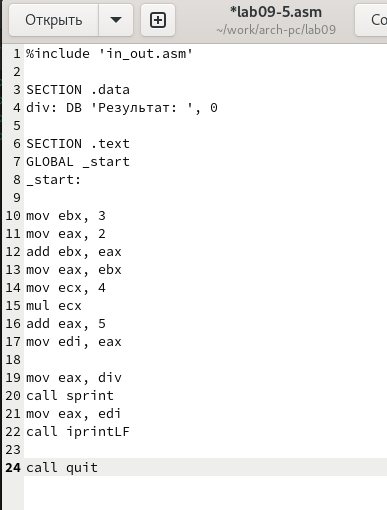 Открыть
*lab09-5.asm
~/work/arch-pc/lab09
Со
1 %include 'in_out.asm'
2
3 SECTION .data
4 div: DB 'Результат: ', 0
5
6 SECTION .text
7 GLOBAL _start
8 _start:
9
10 mov ebx, 3
11 mov eax, 2
12 add ebx, eax
13 mov eax, ebx
14 mov ecx, 4
15 mul ecx
16 add eax, 5
17 mov edi, eax
18
19 mov eax, div
20 call sprint
21 mov eax, edi
22 call iprintLF
23
24 call quit